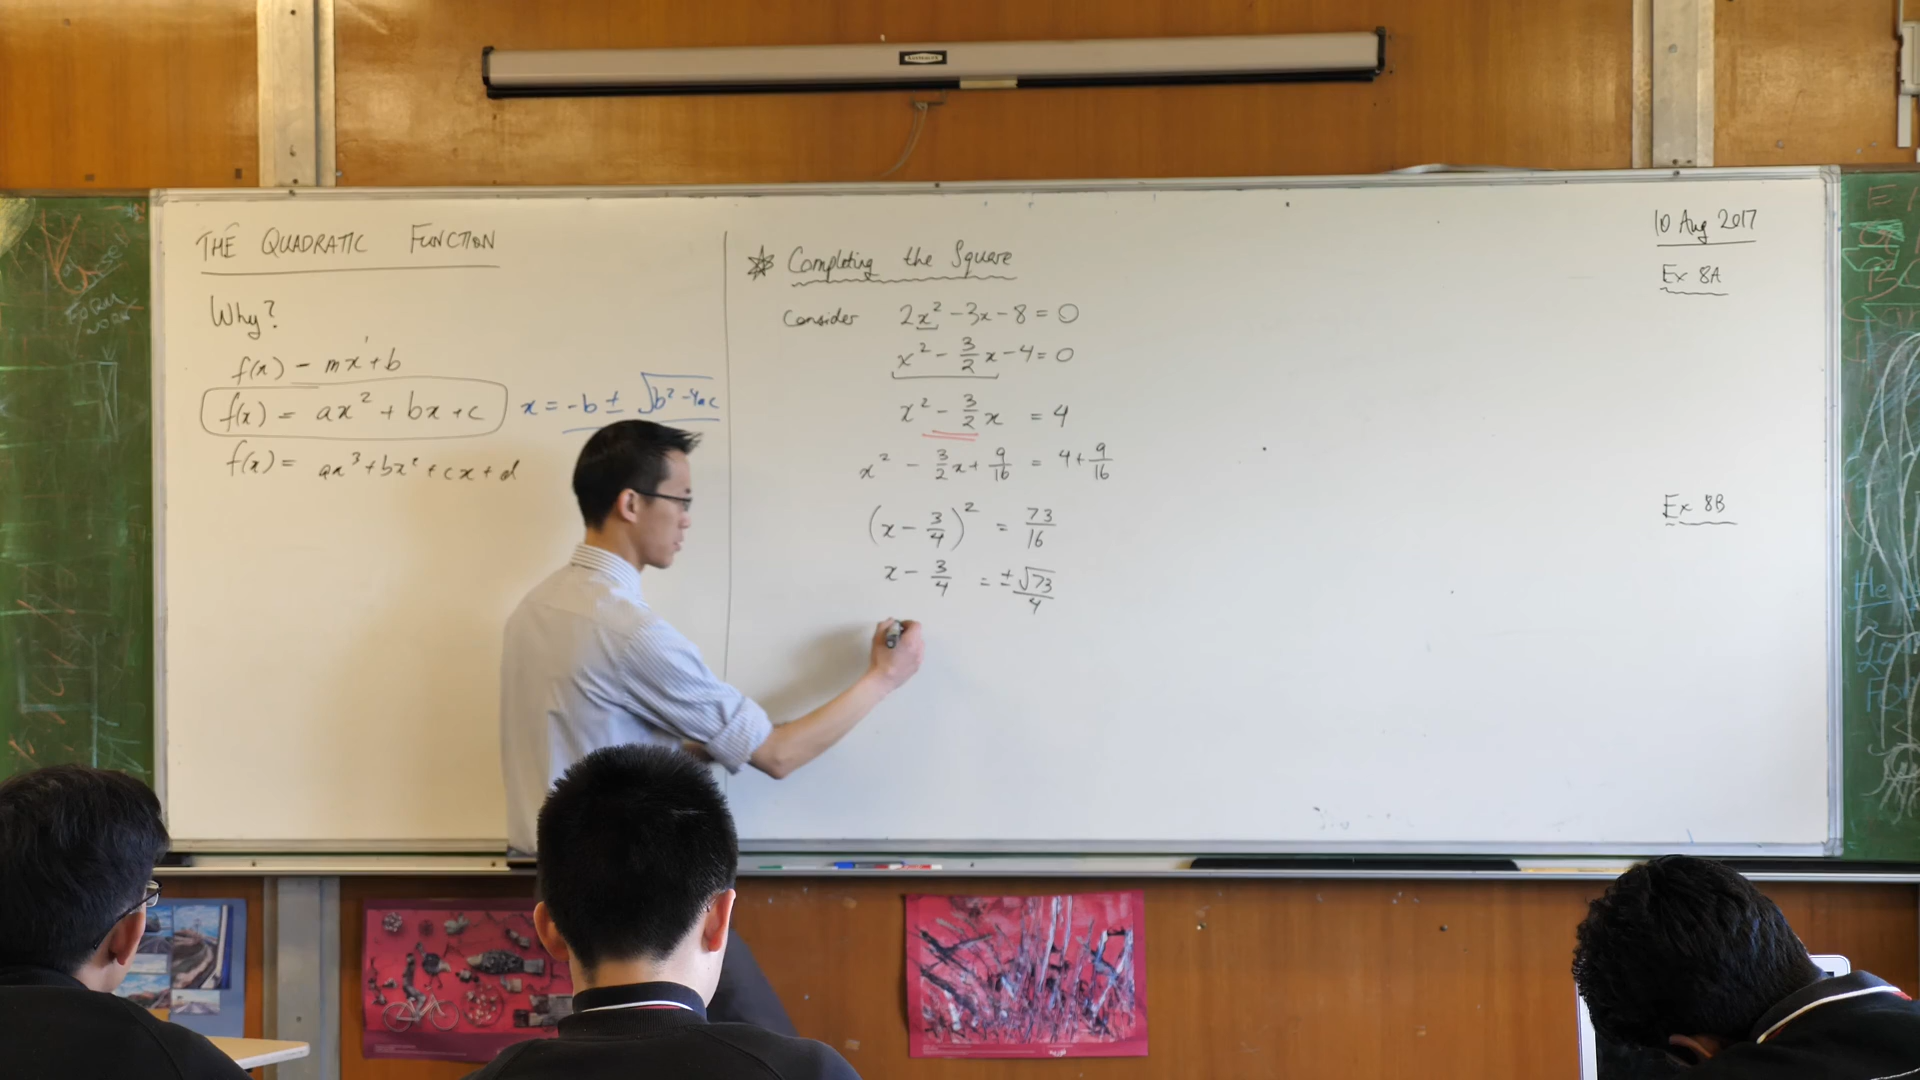 THE QUADRATIC FUNCTION
Why?
f(x) = mx¹ + b
f(x) = ax² + bx + c
x = -b ± √b² - 4ac
f(x) = ax³ + bx² + cx + d
Completing the Square
Consider 2x² - 3x - 8 = 0
x² - 3/2 x - 4 = 0
x² - 3/2 x = 4
x² - 3/2 x + 9/16 = 4 + 9/16
(x - 3/4)² = 73/16
x - 3/4 = ± √73/4
10 Aug 2017
Ex 8A
Ex 8B